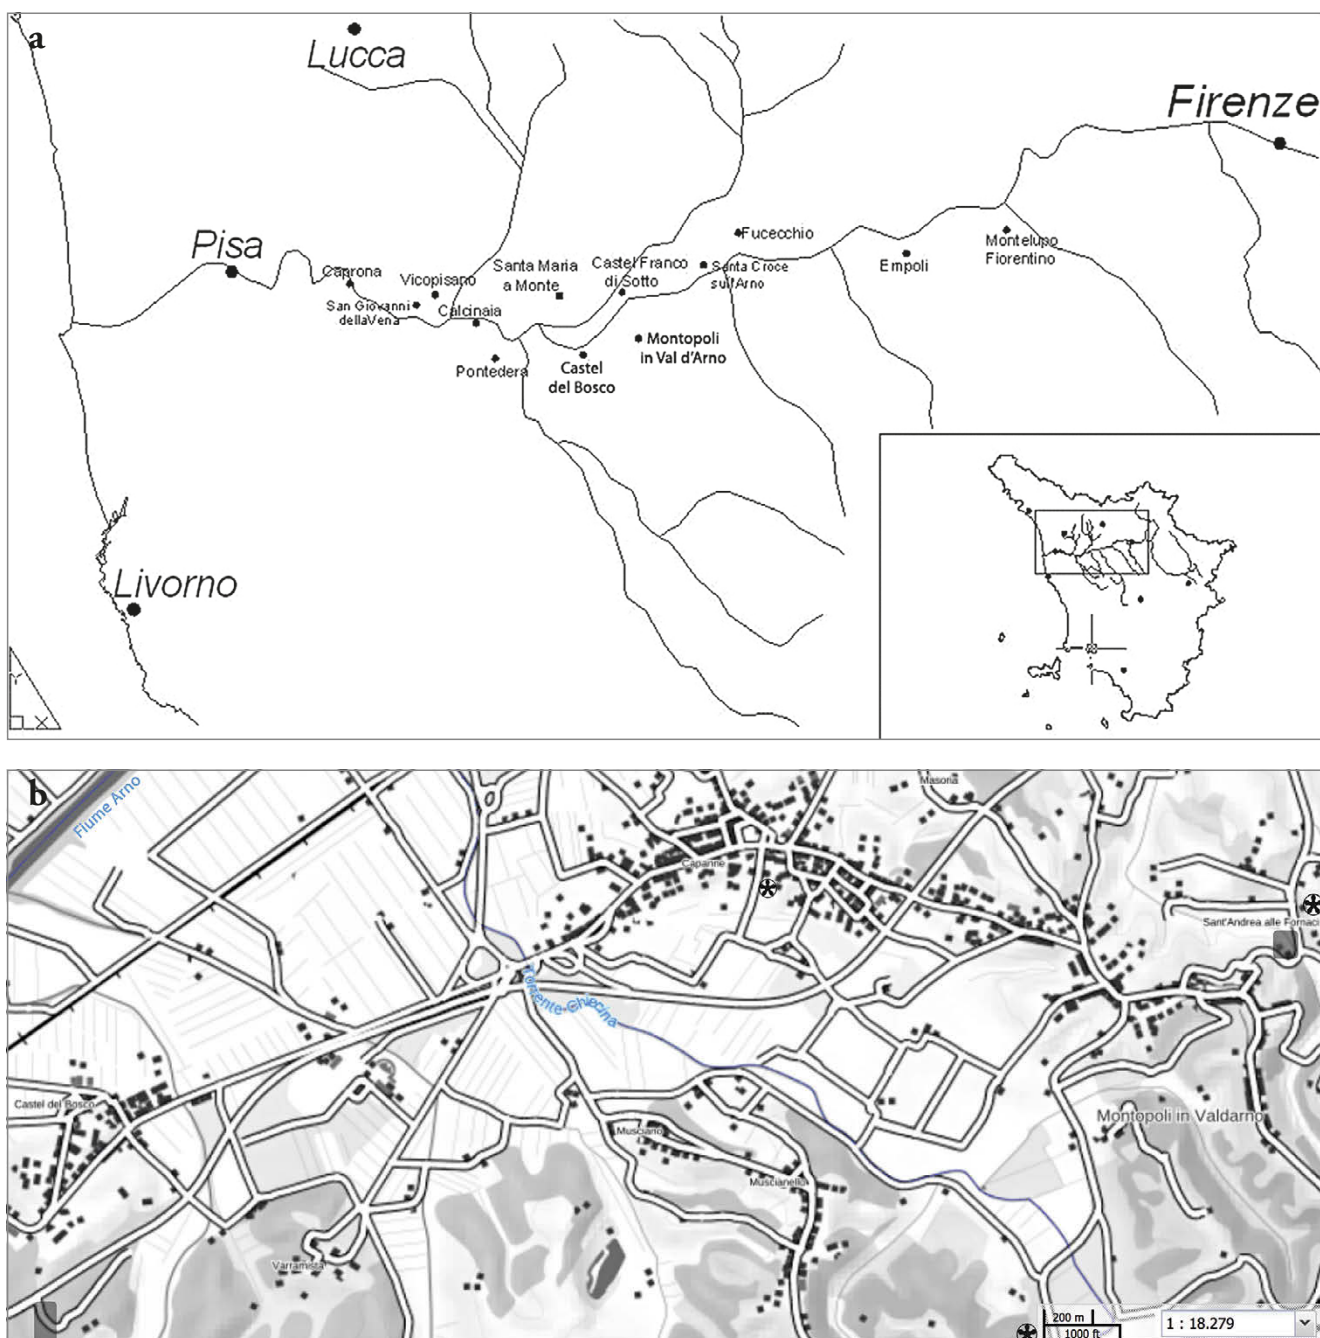 a
Lucca
Firenze
Pisa
Fucecchio
Caprona
Vicopisano
Santa Maria
a Monte
Castel Franco
di Sotto
Santa Croce
sull'Arno
Empoli
Montelupo
Fiorentino
San Giovanni
dellaVena
Calcinaia
Montopoli
in Val d'Arno
Pontedera
Castel
del Bosco
Livorno
Y
X
b
Fiume Arno
Masoria
Capanne
Sant'Andrea alle Fornaci
Torrente Chiecina
Castel del Bosco
Musciano
Montopoli in Valdarno
Muscianello
Varramista
200 m
1000 ft
1 : 18.279